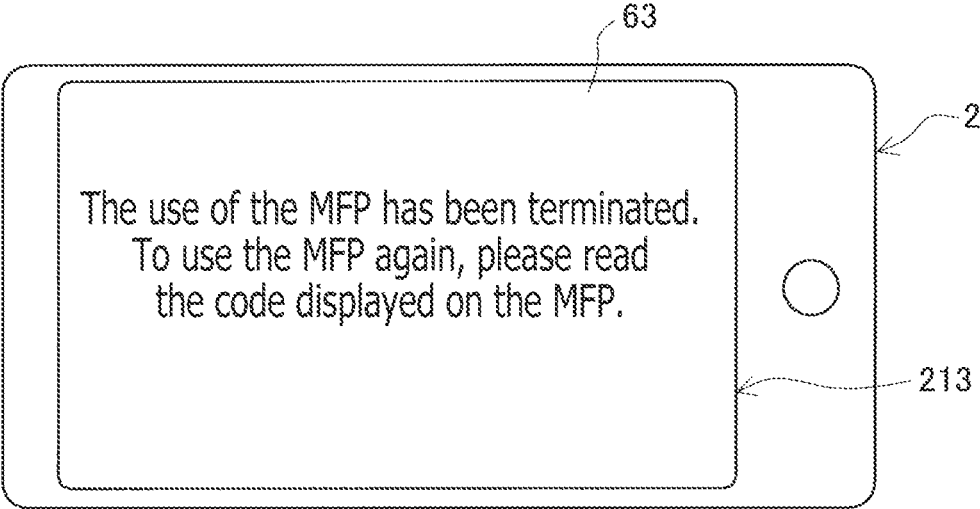 63
2
The use of the MFP has been terminated.
To use the MFP again, please read
the code displayed on the MFP.
213